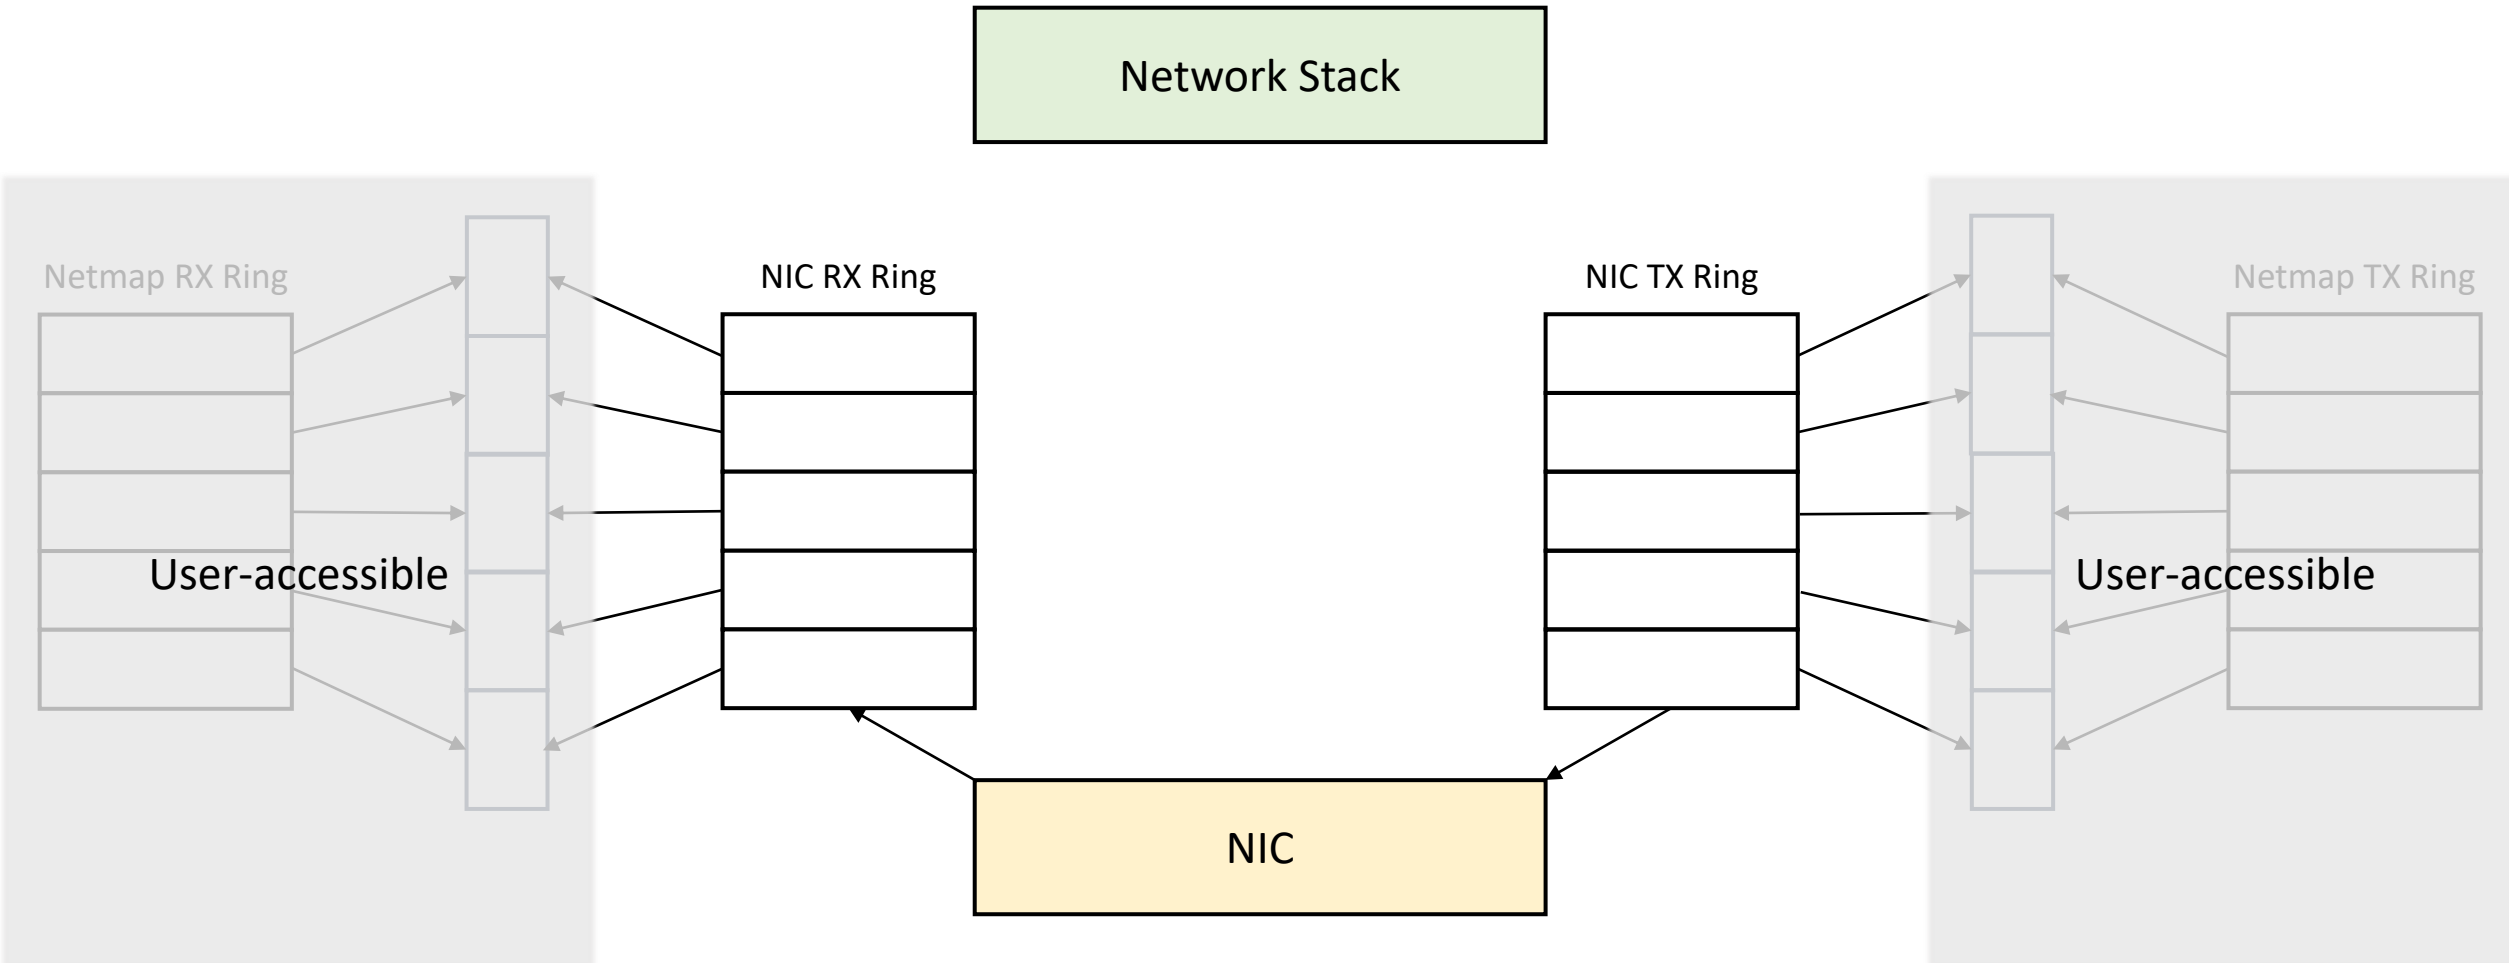 Network Stack
Netmap RX Ring
NIC RX Ring
NIC TX Ring
Netmap TX Ring
User-accessible
User-accessible
NIC